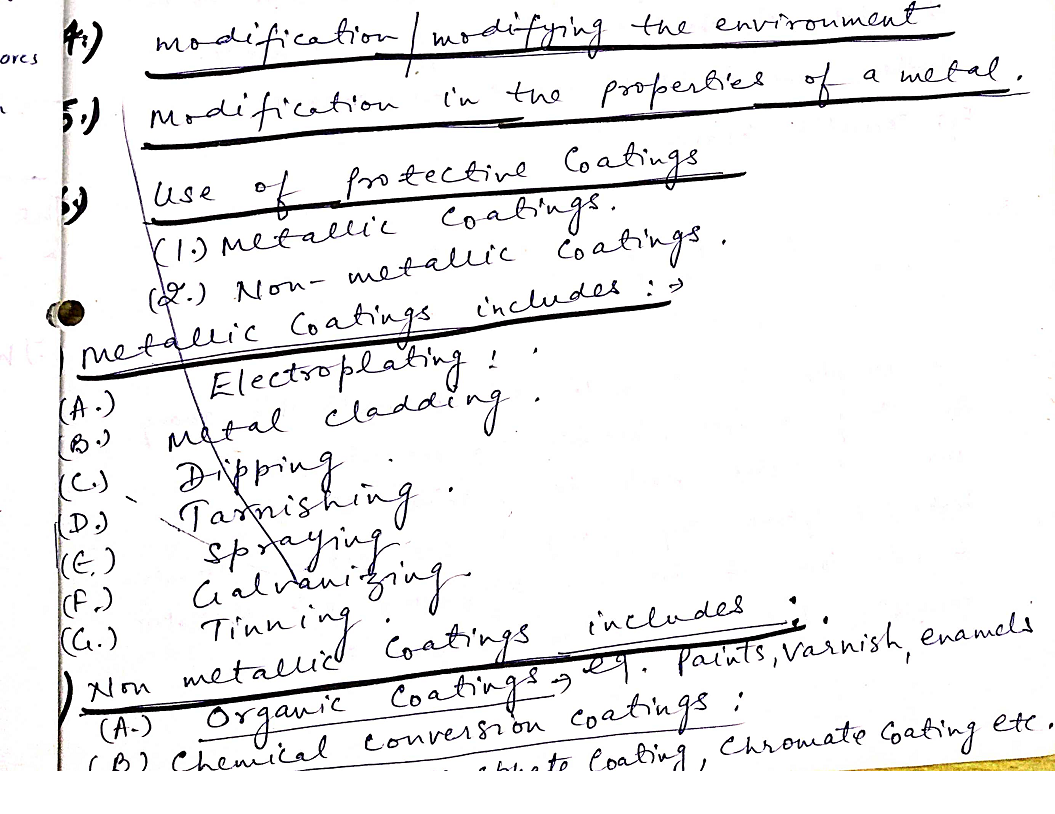 ores
4.) modification / modifying the environment
5.) Modification in the properties of a metal.
6) Use of Protective Coatings
(1.) Metallic Coatings.
(2.) Non-metallic Coatings.
Metallic Coatings includes :→
(A.) Electroplating :
(B.) Metal cladding.
(C.) Dipping
(D.) Tarnishing.
(E.) Spraying
(F.) Galvanizing
(G.) Tinning.
Non metallic Coatings includes :
(A.) Organic Coatings → eg. Paints, Varnish, enamels
(B) Chemical conversion coatings :
Coating, Chromate Coating etc.